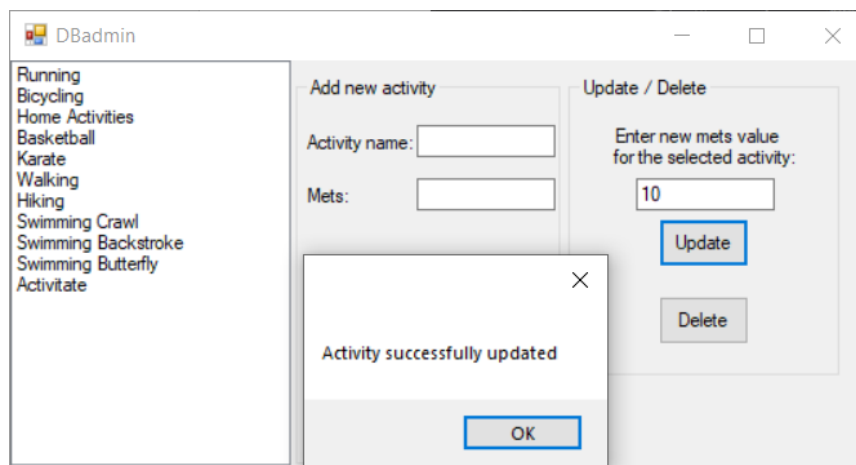 DBadmin
Running
Bicycling
Home Activities
Basketball
Karate
Walking
Hiking
Swimming Crawl
Swimming Backstroke
Swimming Butterfly
Activitate
Add new activity
Activity name:
Mets:
Update / Delete
Enter new mets value
for the selected activity:
10
Update
Delete
Activity successfully updated
OK